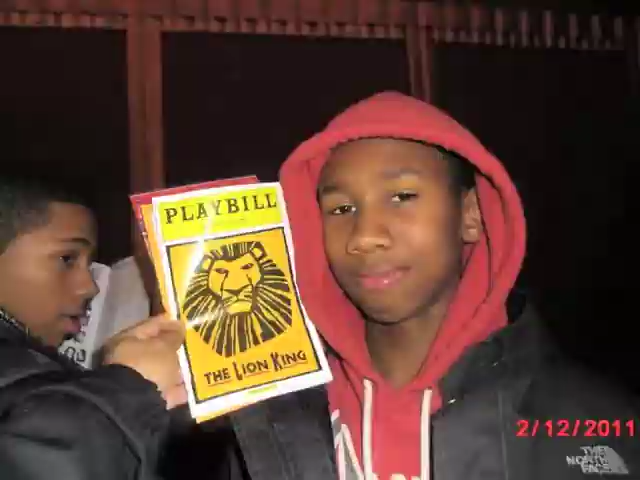 PLAYBILL
THE LION KING
2/12/2011
THE
NORTH
FACE